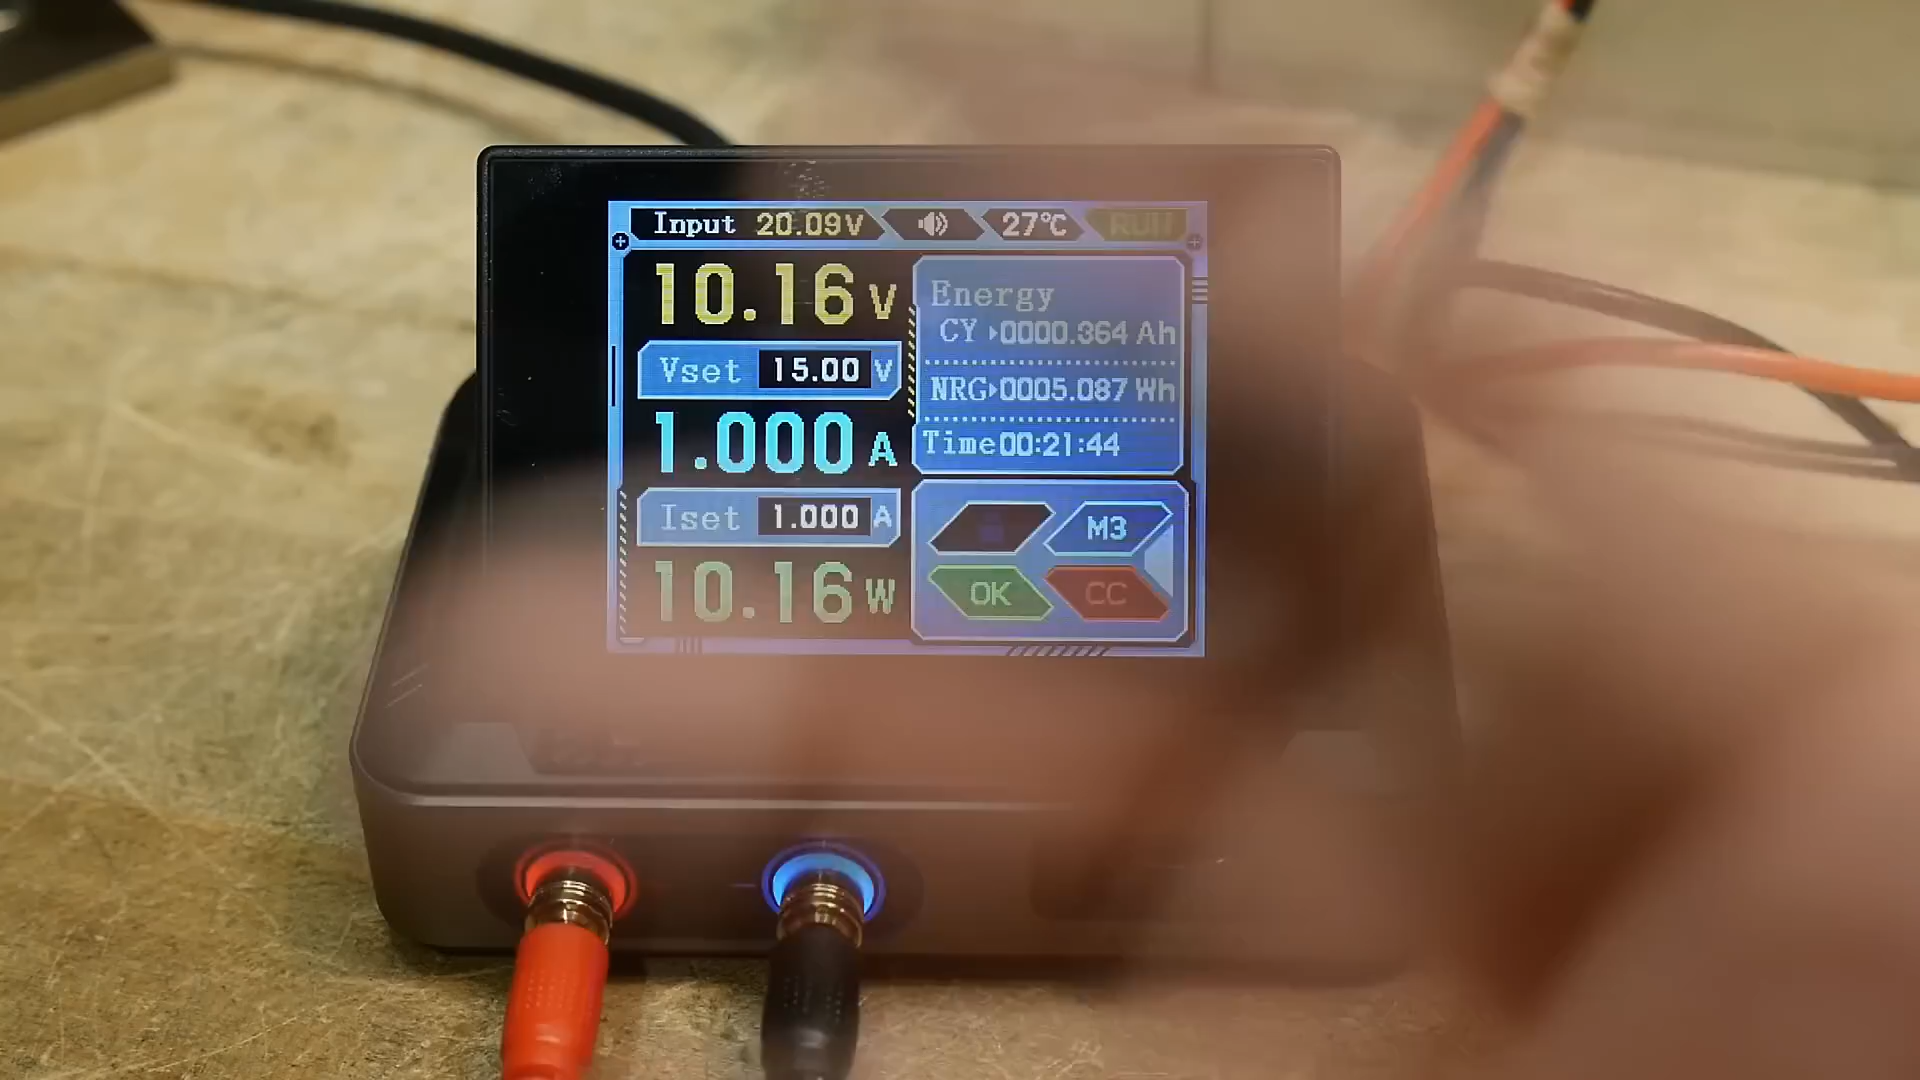 Input 20.09V 27℃ RUN
10.16 V
Vset 15.00 V
1.000 A
Iset 1.000 A
10.16 W
Energy
CY▸0000.364 Ah
NRG▸0005.087 Wh
Time 00:21:44
M3
OK CC